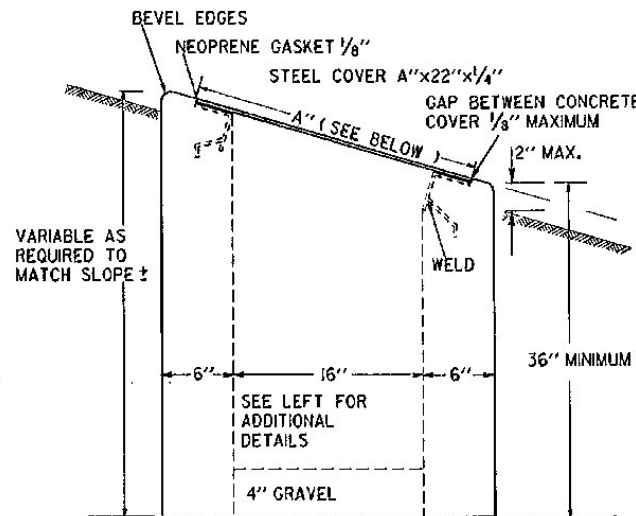 BEVEL EDGES
NEOPRENE GASKET 1/8"
STEEL COVER A"x22"x1/4"
GAP BETWEEN CONCRETE
COVER 1/8" MAXIMUM
A" (SEE BELOW )
2" MAX.
VARIABLE AS
REQUIRED TO
MATCH SLOPE ±
WELD
6"
16"
6"
36" MINIMUM
SEE LEFT FOR
ADDITIONAL
DETAILS
4" GRAVEL